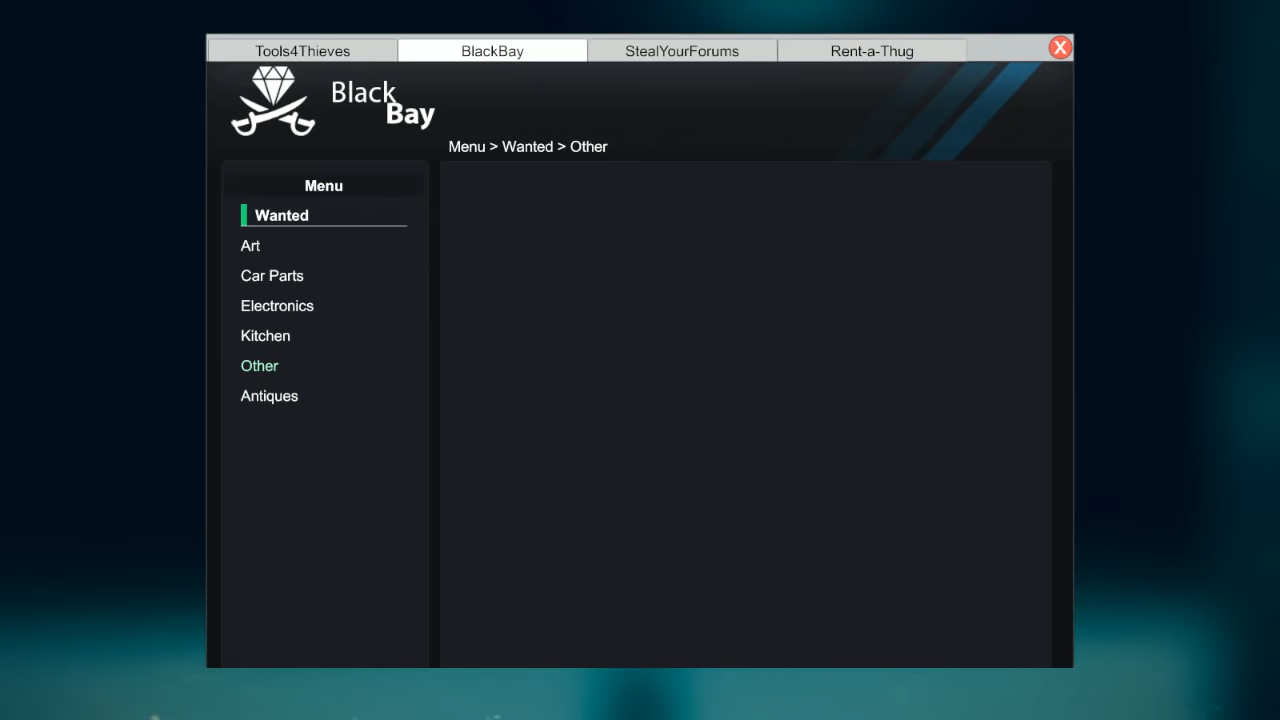 Tools4Thieves BlackBay StealYourForums Rent-a-Thug X
Black
Bay
Menu > Wanted > Other
Menu
Wanted
Art
Car Parts
Electronics
Kitchen
Other
Antiques